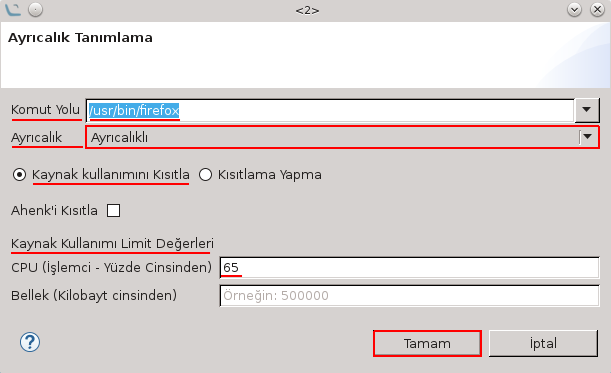 <2>
Ayrıcalık Tanımlama
Komut Yolu /usr/bin/firefox
Ayrıcalık Ayrıcalıklı
Kaynak kullanımını Kısıtla Kısıtlama Yapma
Ahenk'i Kısıtla
Kaynak Kullanımı Limit Değerleri
CPU (İşlemci - Yüzde Cinsinden) 65
Bellek (Kilobayt cinsinden) Örneğin: 500000
? Tamam İptal